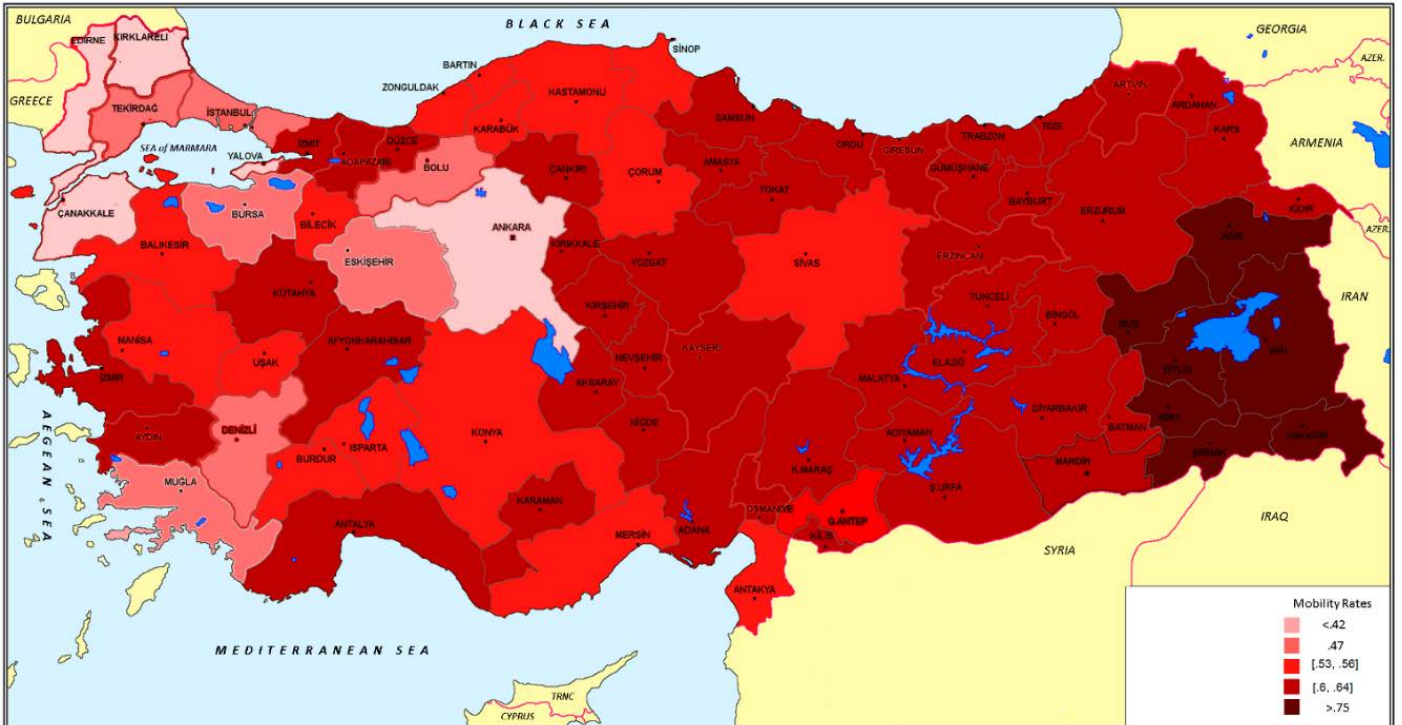 BULGARIA
BLACK SEA
GEORGIA
EDİRNE
KIRKLARELİ
SİNOP
BARTIN
AZER.
ZONGULDAK
KASTAMONU
ARTVİN
GREECE
TEKİRDAĞ
İSTANBUL
KARABÜK
SAMSUN
ARDAHAN
KARS
ARMENIA
SEA of MARMARA
İZMİT
ADAPAZARI
DÜZCE
YALOVA
BOLU
ÇANKIRI
ÇORUM
AMASYA
ORDU
GİRESUN
TRABZON
RİZE
GÜMÜŞHANE
BAYBURT
TOKAT
ÇANAKKALE
BURSA
BİLECİK
ERZURUM
IĞDIR
AZER.
BALIKESİR
ESKİŞEHİR
ANKARA
KIRIKKALE
YOZGAT
SİVAS
ERZİNCAN
AĞRI
KÜTAHYA
KIRŞEHİR
TUNCELİ
BİNGÖL
IRAN
MANİSA
UŞAK
AFYONKARAHİSAR
NEVŞEHİR
KAYSERİ
MUŞ
VAN
İZMİR
AKSARAY
MALATYA
ELAZIĞ
BİTLİS
AEGEAN SEA
AYDIN
DENİZLİ
BURDUR
ISPARTA
KONYA
NİĞDE
ADIYAMAN
DİYARBAKIR
BATMAN
SİİRT
MUĞLA
K.MARAŞ
MARDİN
ŞIRNAK
HAKKARİ
ANTALYA
KARAMAN
MERSİN
ADANA
OSMANİYE
G.ANTEP
KİLİS
Ş.URFA
IRAQ
SYRIA
ANTAKYA
MEDITERRANEAN SEA
TRNC
CYPRUS
Mobility Rates
<.42
.47
[.53, .56]
[.6, .64]
>.75